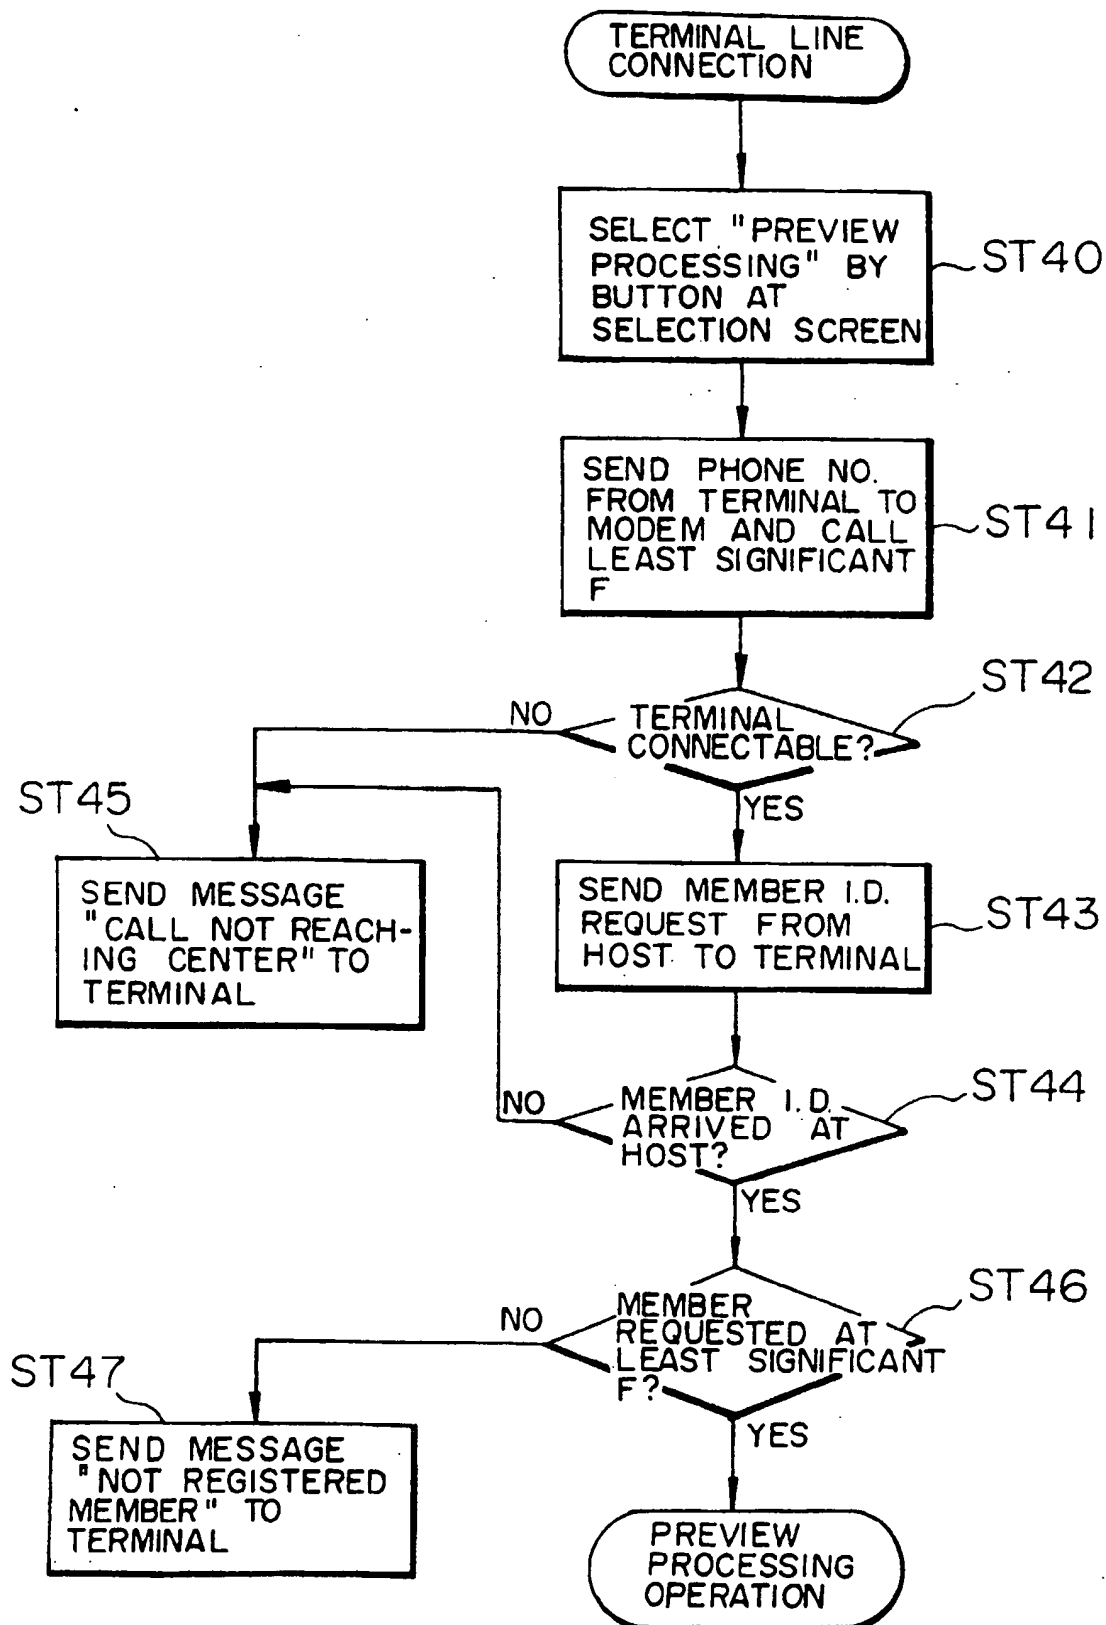 TERMINAL LINE
CONNECTION
SELECT "PREVIEW
PROCESSING" BY
BUTTON AT
SELECTION SCREEN
ST40
SEND PHONE NO.
FROM TERMINAL TO
MODEM AND CALL
LEAST SIGNIFICANT
F
ST41
TERMINAL
CONNECTABLE?
ST42
NO
YES
ST45
SEND MESSAGE
"CALL NOT REACH-
ING CENTER" TO
TERMINAL
SEND MEMBER I.D.
REQUEST FROM
HOST TO TERMINAL
ST43
MEMBER I.D.
ARRIVED AT
HOST?
ST44
NO
YES
MEMBER
REQUESTED AT
LEAST SIGNIFICANT
F?
ST46
NO
YES
ST47
SEND MESSAGE
"NOT REGISTERED
MEMBER" TO
TERMINAL
PREVIEW
PROCESSING
OPERATION